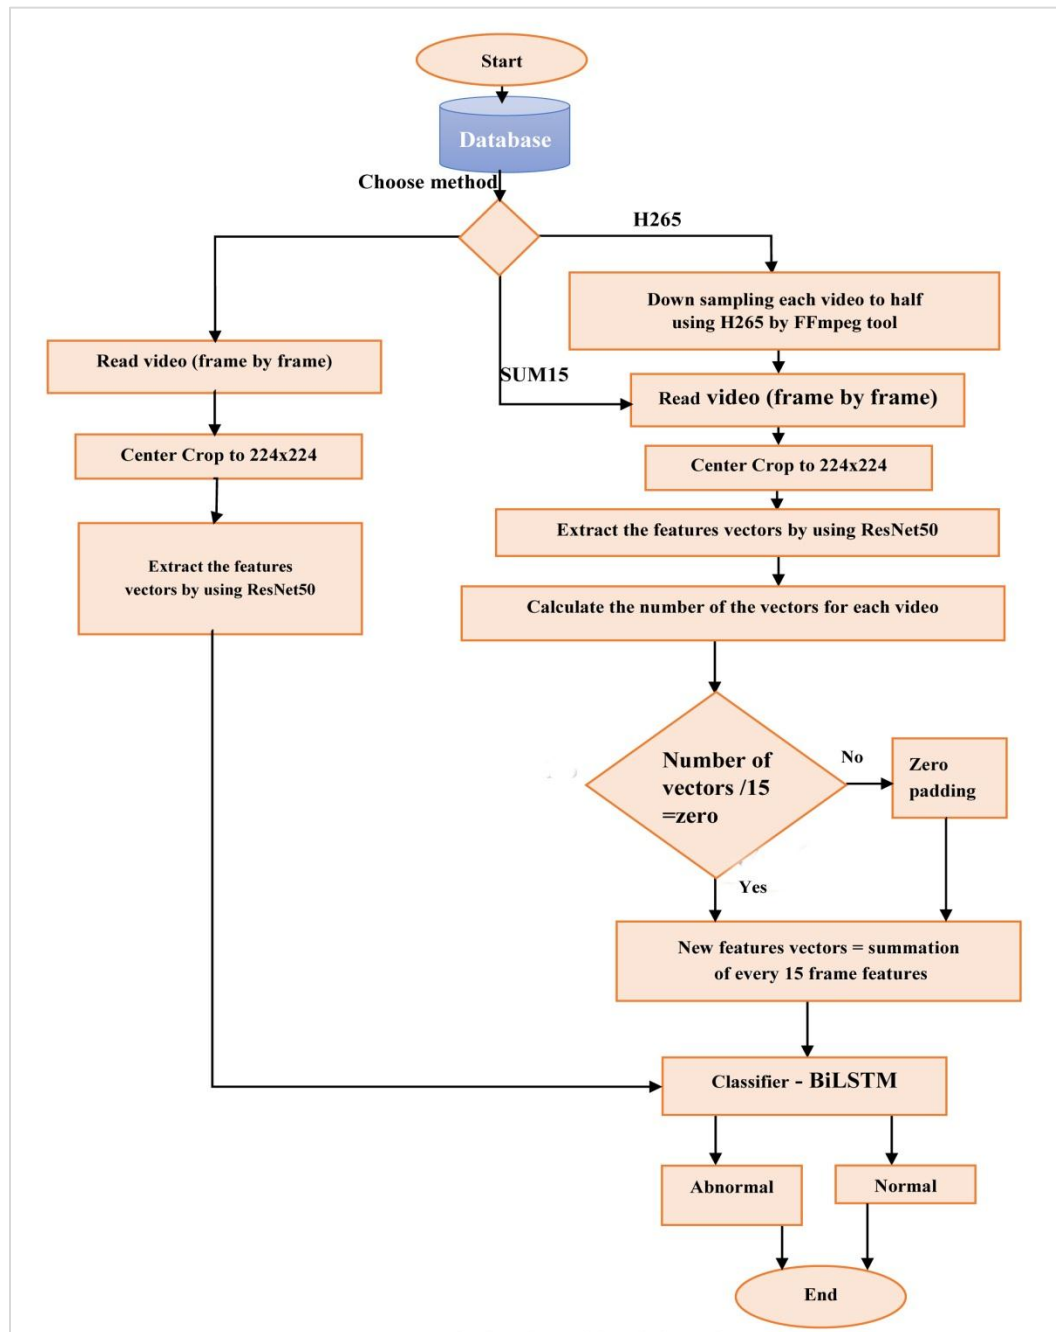 Start
Database
Choose method
H265
Down sampling each video to half
using H265 by FFmpeg tool
Read video (frame by frame)
SUM15
Read video (frame by frame)
Center Crop to 224x224
Center Crop to 224x224
Extract the features vectors by using ResNet50
Extract the features
vectors by using ResNet50
Calculate the number of the vectors for each video
Number of
vectors /15
=zero
No
Zero
padding
Yes
New features vectors = summation
of every 15 frame features
Classifier - BiLSTM
Abnormal
Normal
End